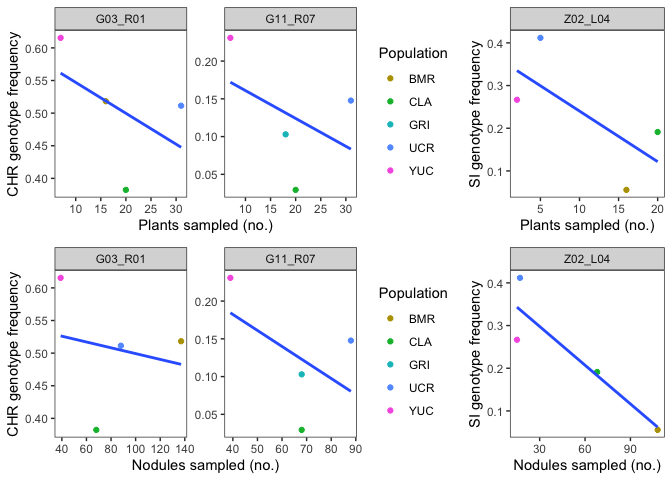 G03_R01 G11_R07 Z02_L04
CHR genotype frequency
0.60
0.55
0.50
0.45
0.40
10 20 30
0.20
0.15
0.10
0.05
10 20 30
Plants sampled (no.)
Population
BMR
CLA
GRI
UCR
YUC
SI genotype frequency
0.4
0.3
0.2
0.1
5 10 15 20
Plants sampled (no.)
G03_R01 G11_R07 Z02_L04
CHR genotype frequency
0.60
0.55
0.50
0.45
0.40
40 60 80 100 120 140
0.20
0.15
0.10
0.05
40 50 60 70 80 90
Nodules sampled (no.)
Population
BMR
CLA
GRI
UCR
YUC
SI genotype frequency
0.4
0.3
0.2
0.1
30 60 90
Nodules sampled (no.)